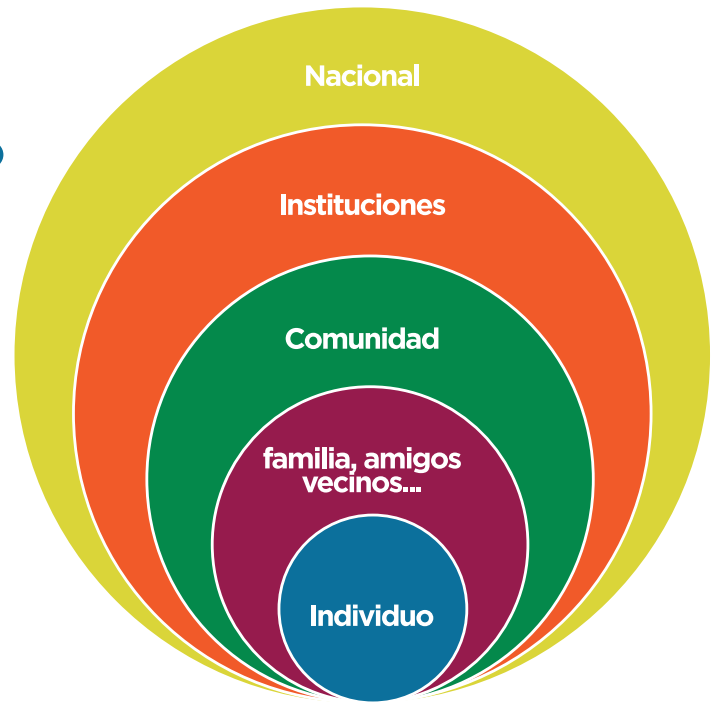 Nacional
Instituciones
Comunidad
familia, amigos
vecinos...
Individuo